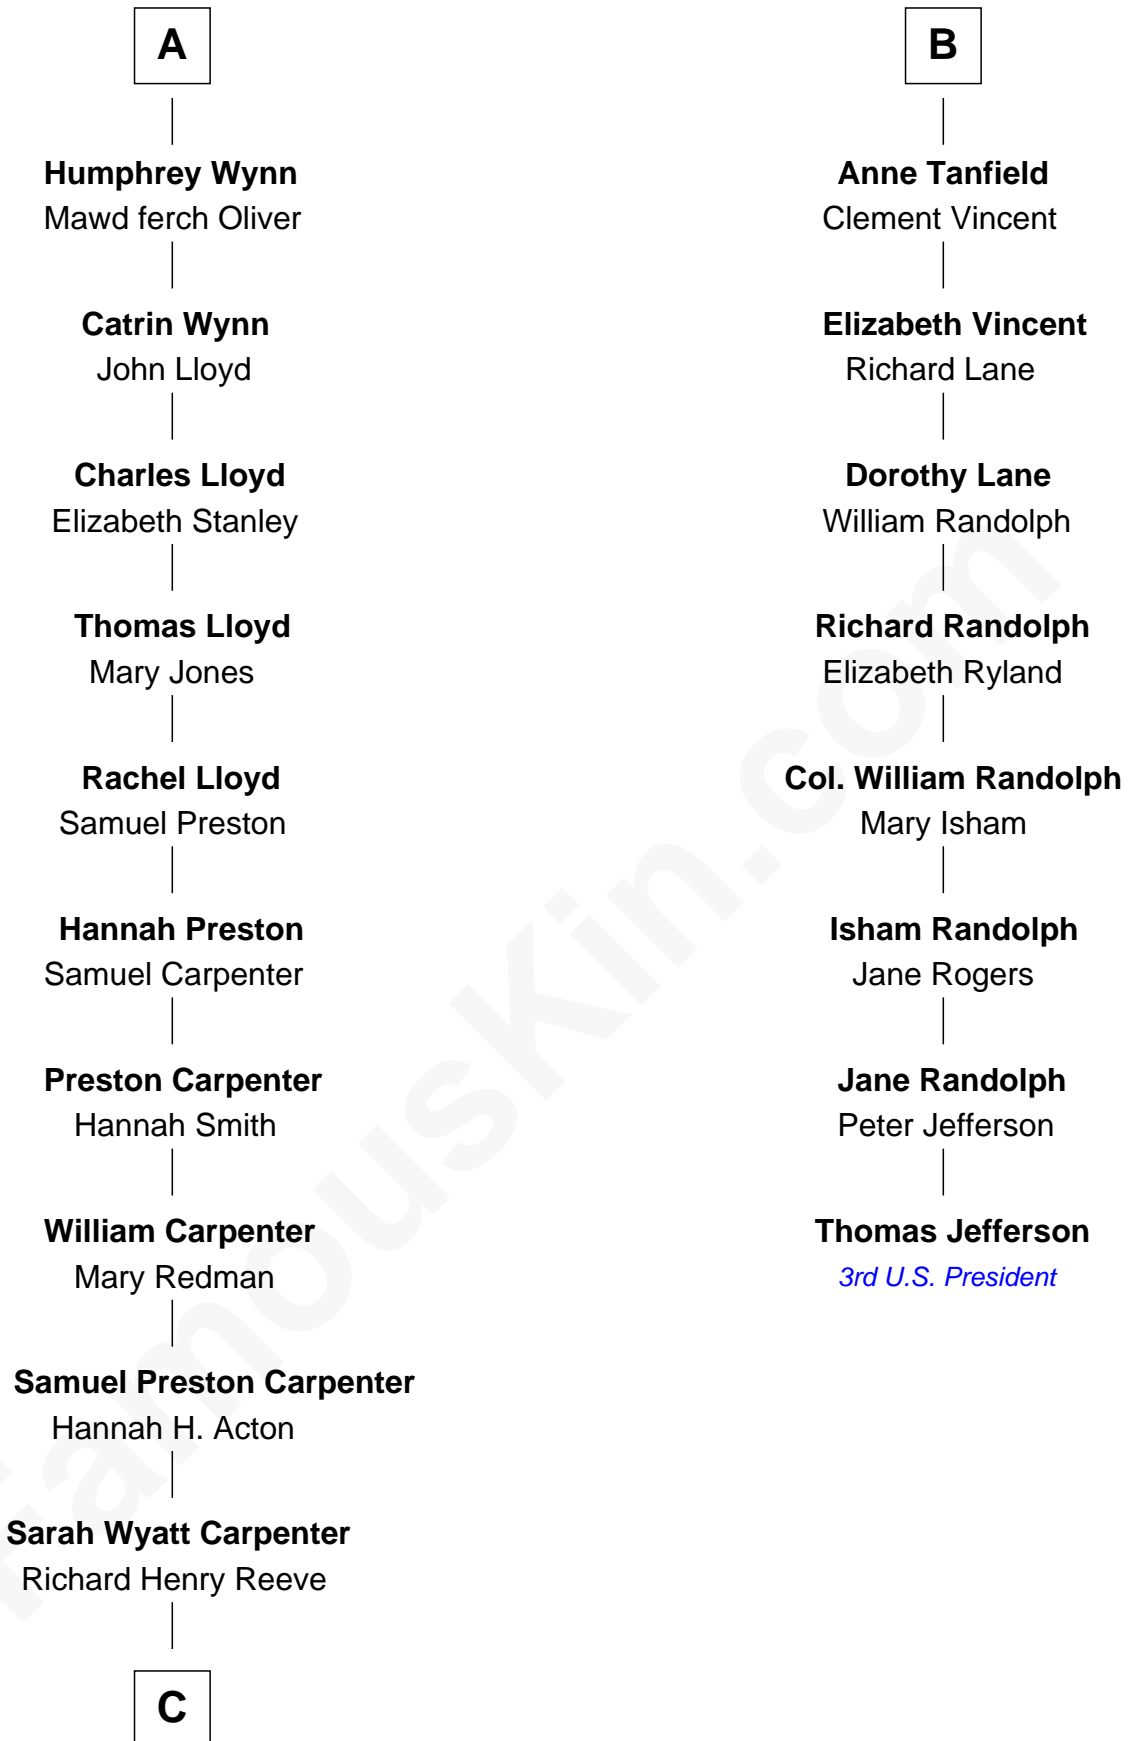 A
Humphrey Wynn
Mawd ferch Oliver
Catrin Wynn
John Lloyd
Charles Lloyd
Elizabeth Stanley
Thomas Lloyd
Mary Jones
Rachel Lloyd
Samuel Preston
Hannah Preston
Samuel Carpenter
Preston Carpenter
Hannah Smith
William Carpenter
Mary Redman
Samuel Preston Carpenter
Hannah H. Acton
Sarah Wyatt Carpenter
Richard Henry Reeve
C
B
Anne Tanfield
Clement Vincent
Elizabeth Vincent
Richard Lane
Dorothy Lane
William Randolph
Richard Randolph
Elizabeth Ryland
Col. William Randolph
Mary Isham
Isham Randolph
Jane Rogers
Jane Randolph
Peter Jefferson
Thomas Jefferson
3rd U.S. President
FamousKin.com